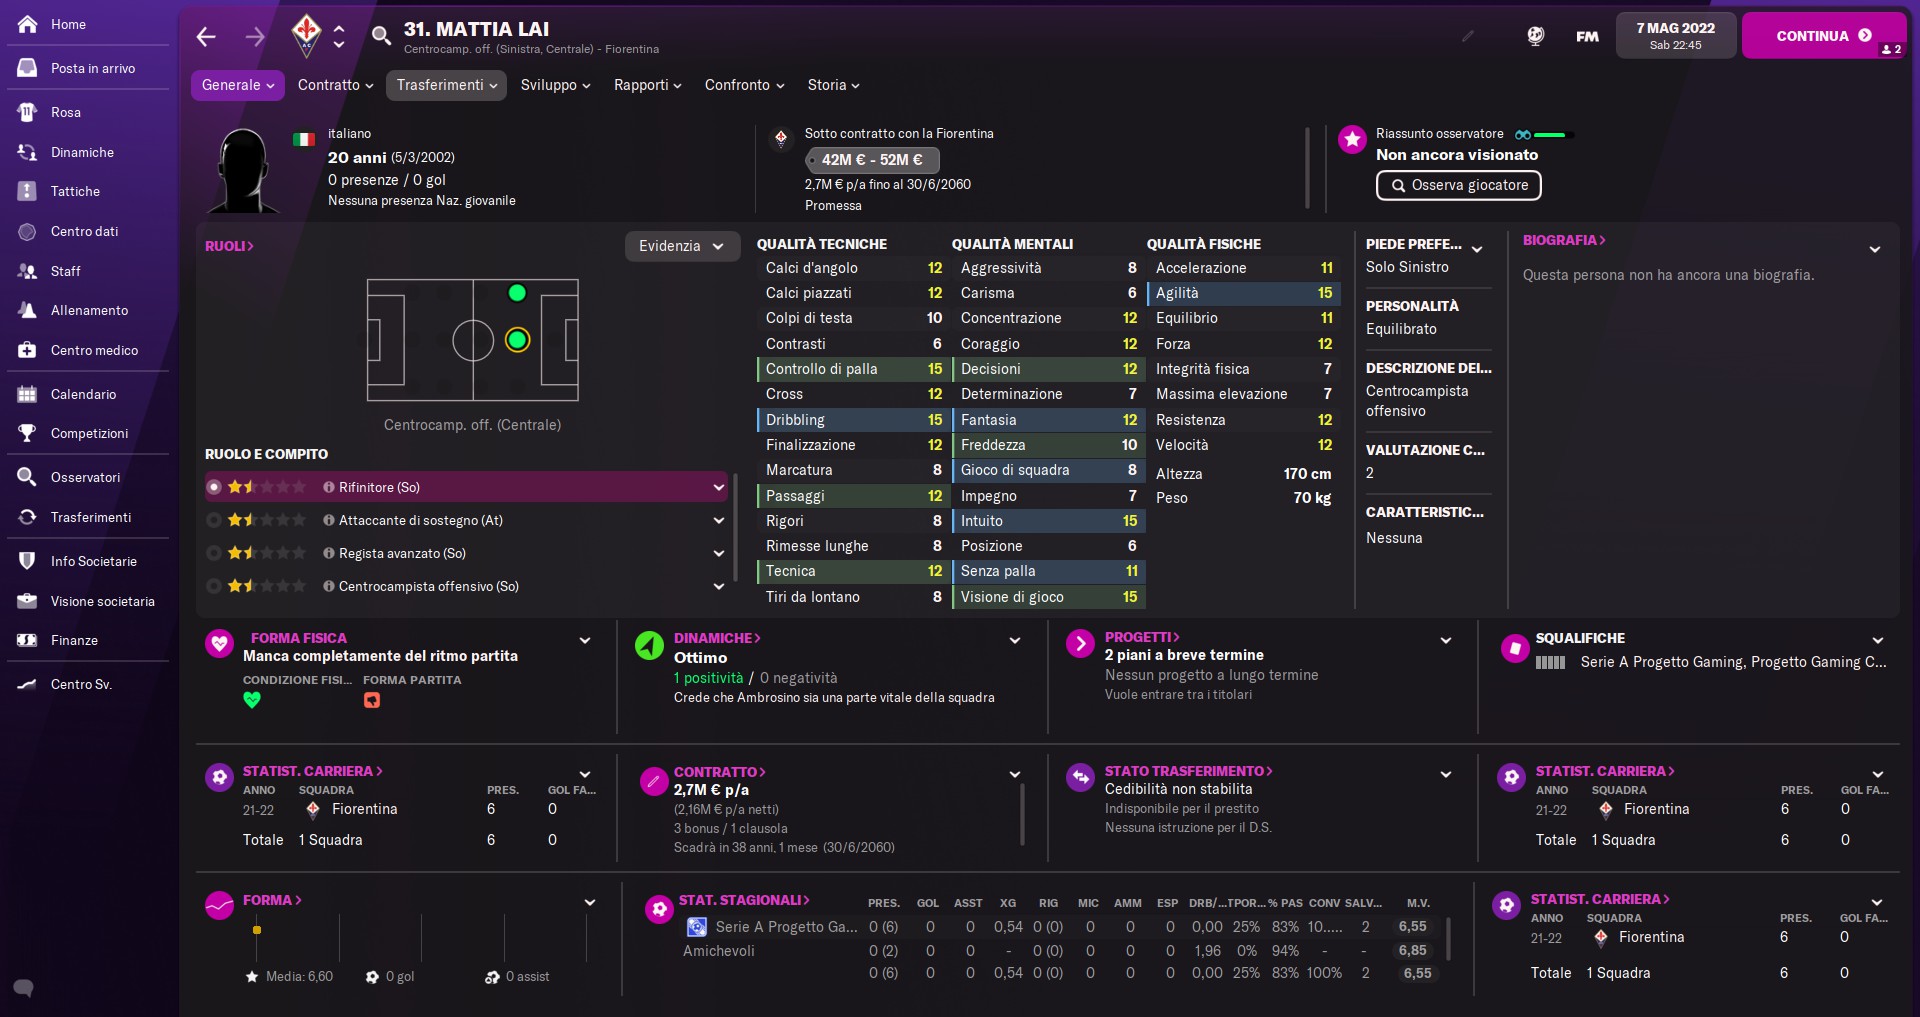 Home
Posta in arrivo
Rosa
Dinamiche
Tattiche
Centro dati
Staff
Allenamento
Centro medico
Calendario
Competizioni
Osservatori
Trasferimenti
Info Societarie
Visione societaria
Finanze
Centro Sv.
31. MATTIA LAI
Centrocamp. off. (Sinistra, Centrale) - Fiorentina
FM
7 MAG 2022
Sab 22:45
CONTINUA
2
Generale
Contratto
Trasferimenti
Sviluppo
Rapporti
Confronto
Storia
italiano
20 anni (5/3/2002)
0 presenze / 0 gol
Nessuna presenza Naz. giovanile
Sotto contratto con la Fiorentina
42M € - 52M €
2,7M € p/a fino al 30/6/2060
Promessa
Riassunto osservatore
Non ancora visionato
Osserva giocatore
RUOLI
Evidenzia
Centrocamp. off. (Centrale)
RUOLO E COMPITO
Rifinitore (So)
Attaccante di sostegno (At)
Regista avanzato (So)
Centrocampista offensivo (So)
QUALITÀ TECNICHE
Calci d'angolo 12
Calci piazzati 12
Colpi di testa 10
Contrasti 6
Controllo di palla 15
Cross 12
Dribbling 15
Finalizzazione 12
Marcatura 8
Passaggi 12
Rigori 8
Rimesse lunghe 8
Tecnica 12
Tiri da lontano 8
QUALITÀ MENTALI
Aggressività 8
Carisma 6
Concentrazione 12
Coraggio 12
Decisioni 12
Determinazione 7
Fantasia 12
Freddezza 10
Gioco di squadra 8
Impegno 7
Intuito 15
Posizione 6
Senza palla 11
Visione di gioco 15
QUALITÀ FISICHE
Accelerazione 11
Agilità 15
Equilibrio 11
Forza 12
Integrità fisica 7
Massima elevazione 7
Resistenza 12
Velocità 12
Altezza 170 cm
Peso 70 kg
PIEDE PREFE...
Solo Sinistro
PERSONALITÀ
Equilibrato
DESCRIZIONE DEI...
Centrocampista
offensivo
VALUTAZIONE C...
2
CARATTERISTIC...
Nessuna
BIOGRAFIA
Questa persona non ha ancora una biografia.
FORMA FISICA
Manca completamente del ritmo partita
CONDIZIONE FISI... FORMA PARTITA
DINAMICHE
Ottimo
1 positività / 0 negatività
Crede che Ambrosino sia una parte vitale della squadra
PROGETTI
2 piani a breve termine
Nessun progetto a lungo termine
Vuole entrare tra i titolari
SQUALIFICHE
Serie A Progetto Gaming, Progetto Gaming C...
STATIST. CARRIERA
ANNO SQUADRA PRES. GOL FA...
21-22 Fiorentina 6 0
Totale 1 Squadra 6 0
CONTRATTO
2,7M € p/a
(2,16M € p/a netti)
3 bonus / 1 clausola
Scadrà in 38 anni, 1 mese (30/6/2060)
STATO TRASFERIMENTO
Cedibilità non stabilita
Indisponibile per il prestito
Nessuna istruzione per il D.S.
STATIST. CARRIERA
ANNO SQUADRA PRES. GOL FA...
21-22 Fiorentina 6 0
Totale 1 Squadra 6 0
FORMA
Media: 6,60 0 gol 0 assist
STAT. STAGIONALI PRES. GOL ASST XG RIG MIC AMM ESP DRB/... TPOR... % PAS CONV SALV... M.V.
Serie A Progetto Ga... 0 (6) 0 0 0,54 0 (0) 0 0 0 0,00 25% 83% 10..... 2 6,55
Amichevoli 0 (2) 0 0 - 0 (0) 0 0 0 1,96 0% 94% - - 6,85
0 (6) 0 0 0,54 0 (0) 0 0 0 0,00 25% 83% 100% 2 6,55
STATIST. CARRIERA
ANNO SQUADRA PRES. GOL FA...
21-22 Fiorentina 6 0
Totale 1 Squadra 6 0